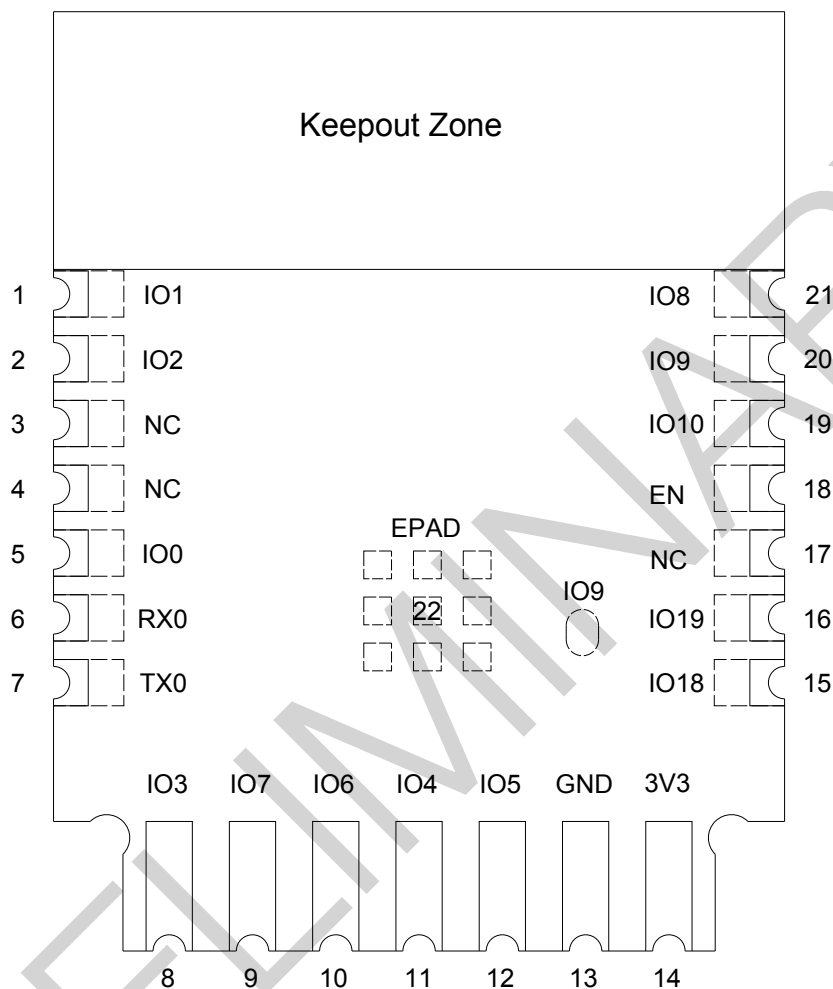 Keepout Zone
1 IO1 IO8 21
2 IO2 IO9 20
3 NC IO10 19
4 NC EN 18
EPAD
5 IO0 NC 17
IO9
6 RX0 22 IO19 16
7 TX0 IO18 15
IO3 IO7 IO6 IO4 IO5 GND 3V3
8 9 10 11 12 13 14